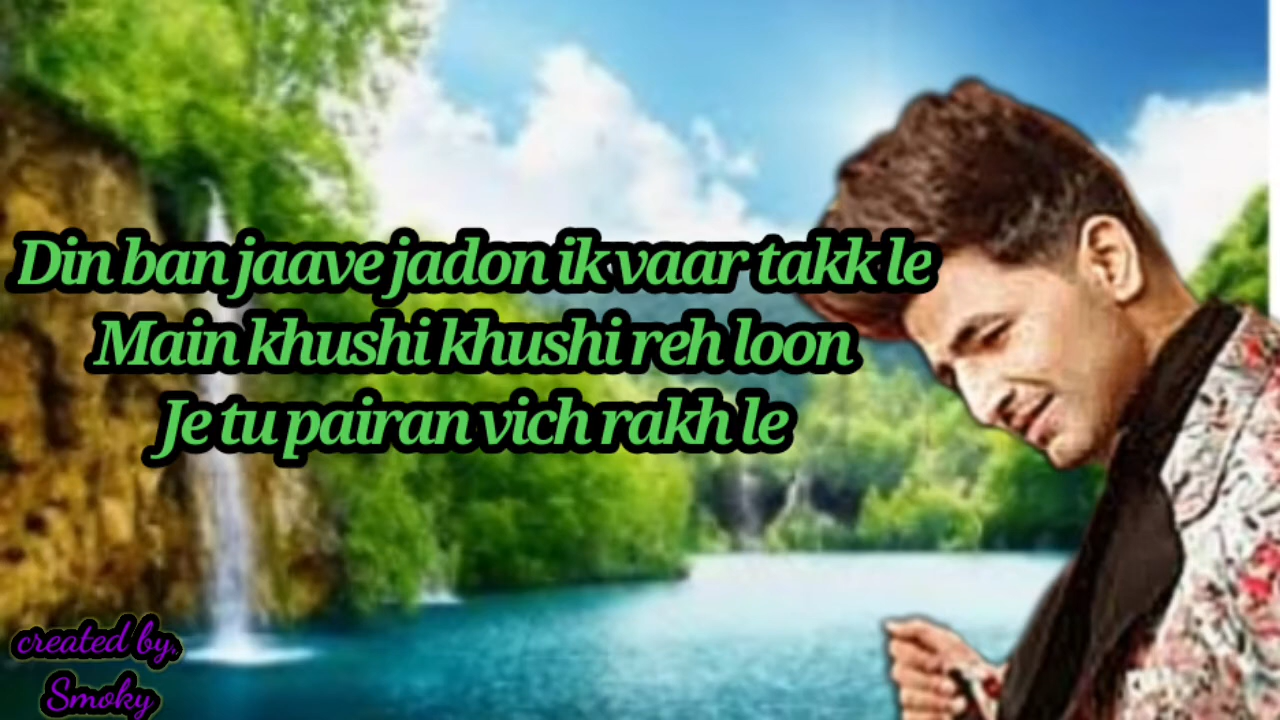 Din ban jaave jadon ik vaar takk le
Main khushi khushi reh loon
Je tu pairan vich rakh le
created by,
Smoky